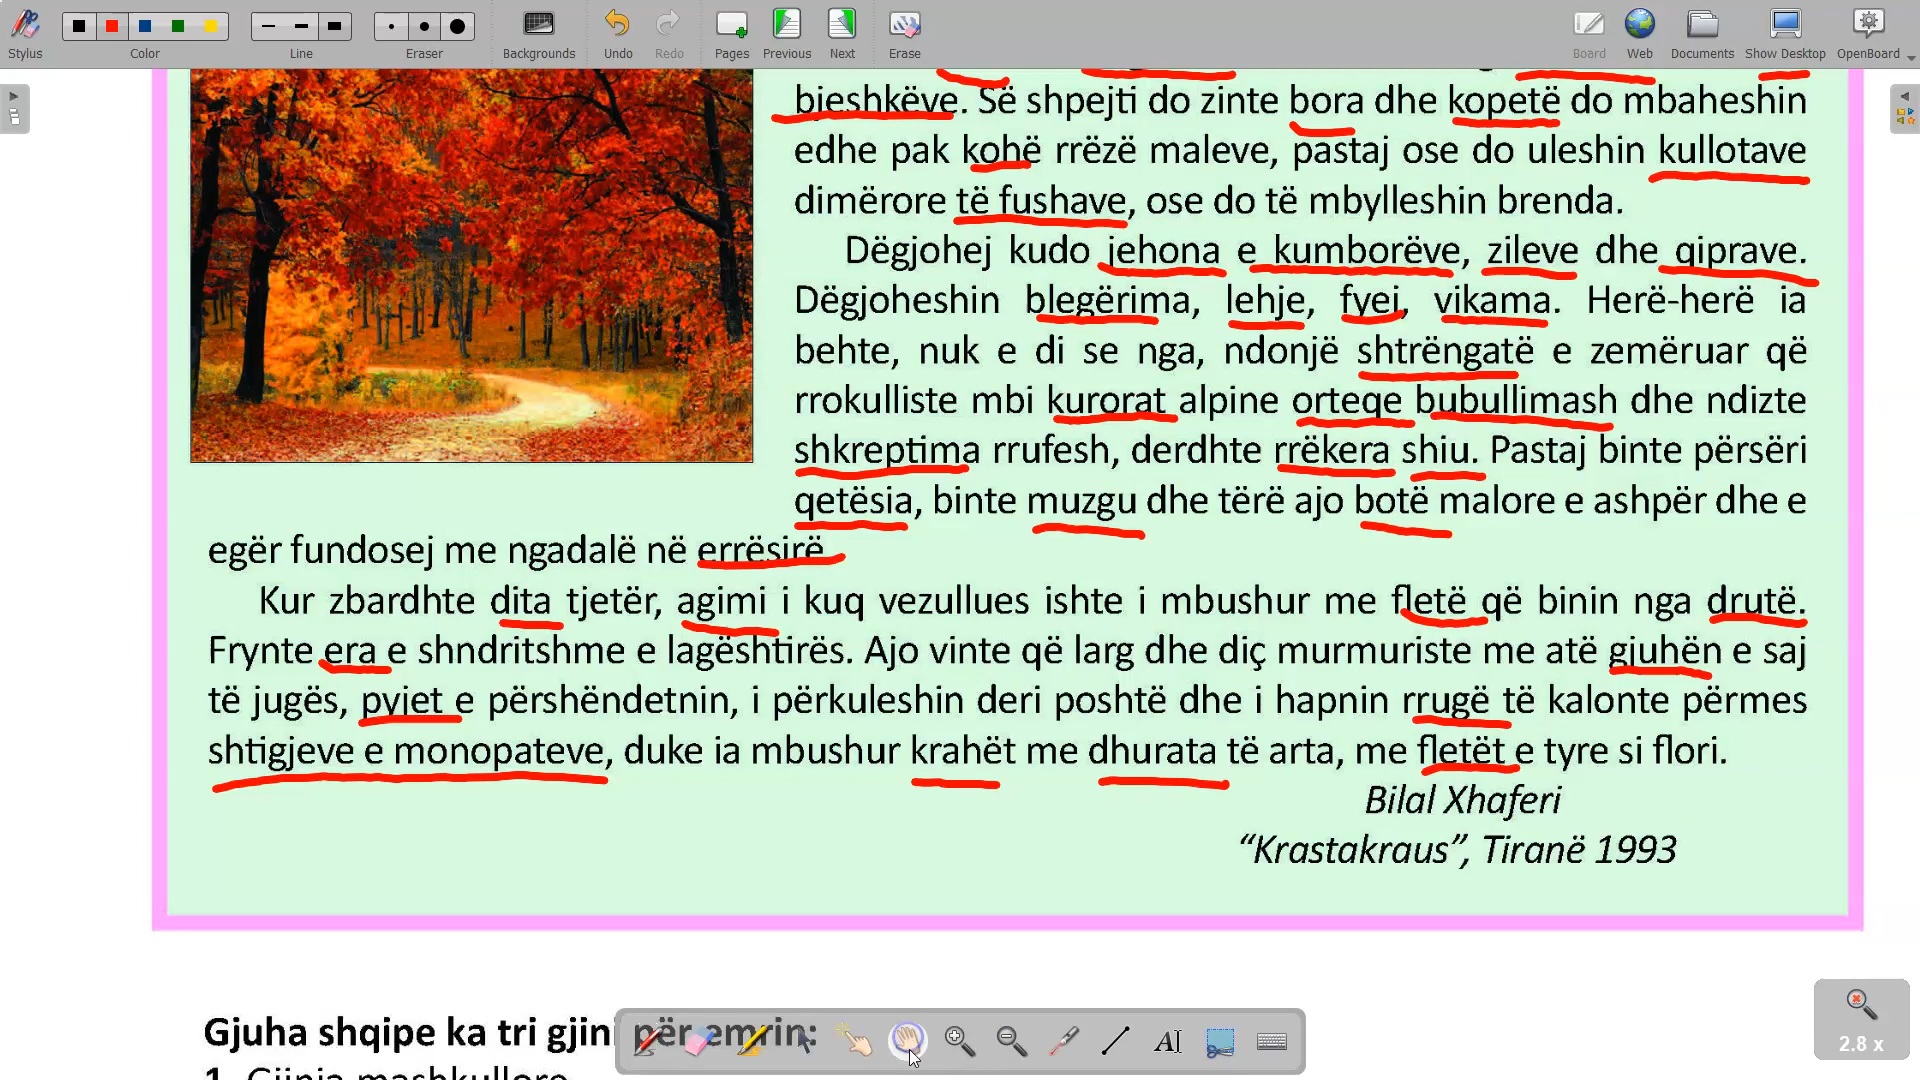 Stylus
Color
Line
Eraser
Backgrounds
Undo
Redo
Pages
Previous
Next
Erase
Board
Web
Documents
Show Desktop
OpenBoard
bjeshkëve. Së shpejti do zinte bora dhe kopetë do mbaheshin
edhe pak kohë rrëzë maleve, pastaj ose do uleshin kullotave
dimërore të fushave, ose do të mbylleshin brenda.
Dëgjohej kudo jehona e kumborëve, zileve dhe qiprave.
Dëgjoheshin blegërima, lehje, fyej, vikama. Herë-herë ia
behte, nuk e di se nga, ndonjë shtrëngatë e zemëruar që
rrokulliste mbi kurorat alpine orteqe bubullimash dhe ndizte
shkreptima rrufesh, derdhte rrëkera shiu. Pastaj binte përsëri
qetësia, binte muzgu dhe tërë ajo botë malore e ashpër dhe e
egër fundosej me ngadalë në errësirë.
Kur zbardhte dita tjetër, agimi i kuq vezullues ishte i mbushur me fletë që binin nga drutë.
Frynte era e shndritshme e lagështirës. Ajo vinte që larg dhe diç murmuriste me atë gjuhën e saj
të jugës, pyjet e përshëndetnin, i përkuleshin deri poshtë dhe i hapnin rrugë të kalonte përmes
shtigjeve e monopateve, duke ia mbushur krahët me dhurata të arta, me fletët e tyre si flori.
Bilal Xhaferi
“Krastakraus”, Tiranë 1993
Gjuha shqipe ka tri gjini për emrin:
1. Gjinia mashkullore
2.8 x